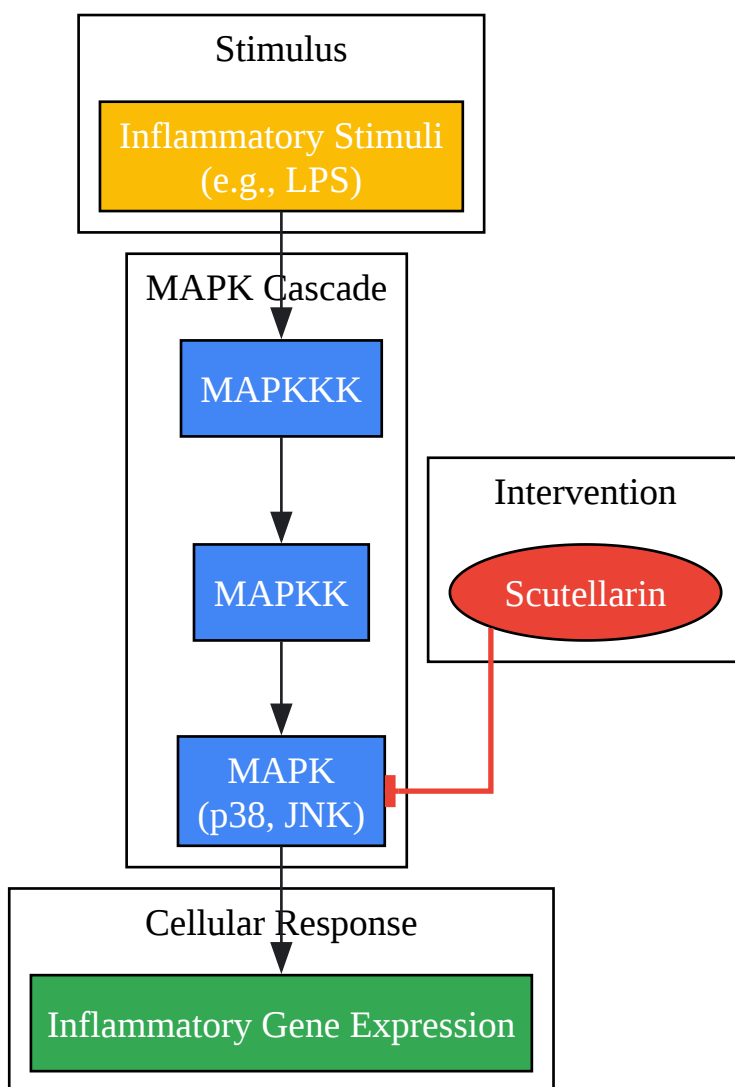 Stimulus
Inflammatory Stimuli
(e.g., LPS)
MAPK Cascade
MAPKKK
Intervention
MAPKK
Scutellarin
MAPK
(p38, JNK)
Cellular Response
Inflammatory Gene Expression